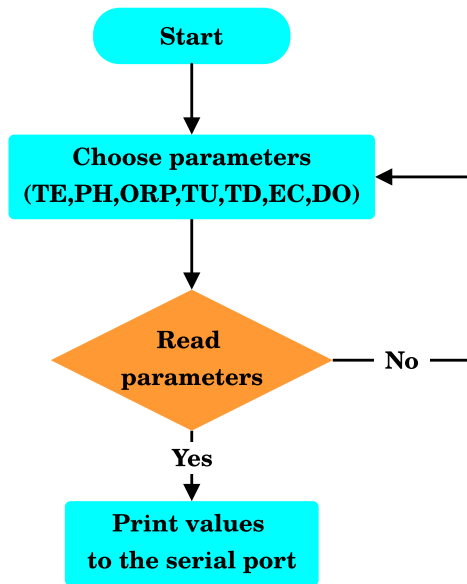 Start
Choose parameters
(TE,PH,ORP,TU,TD,EC,DO)
Read
parameters
No
Yes
Print values
to the serial port